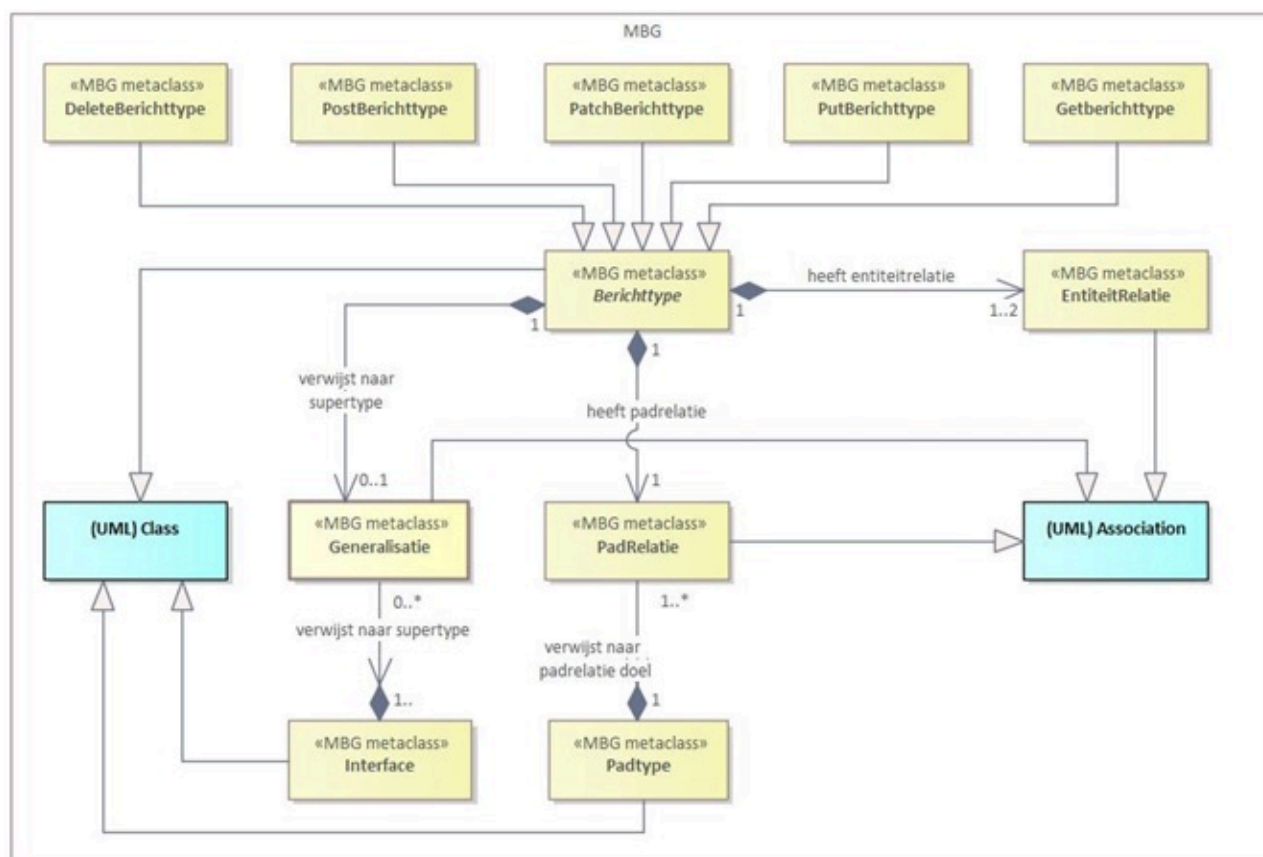 MBG
«MBG metaclass»
DeleteBerichttype
«MBG metaclass»
PostBerichttype
«MBG metaclass»
PatchBerichttype
«MBG metaclass»
PutBerichttype
«MBG metaclass»
Getberichttype
«MBG metaclass»
Berichttype
heeft entiteitrelatie
1
1..2
«MBG metaclass»
EntiteitRelatie
1
1
verwijst naar
supertype
heeft padrelatie
0..1
1
(UML) Class
«MBG metaclass»
Generalisatie
«MBG metaclass»
PadRelatie
(UML) Association
0..*
1..*
verwijst naar supertype
verwijst naar
padrelatie doel
1..
1
«MBG metaclass»
Interface
«MBG metaclass»
Padtype